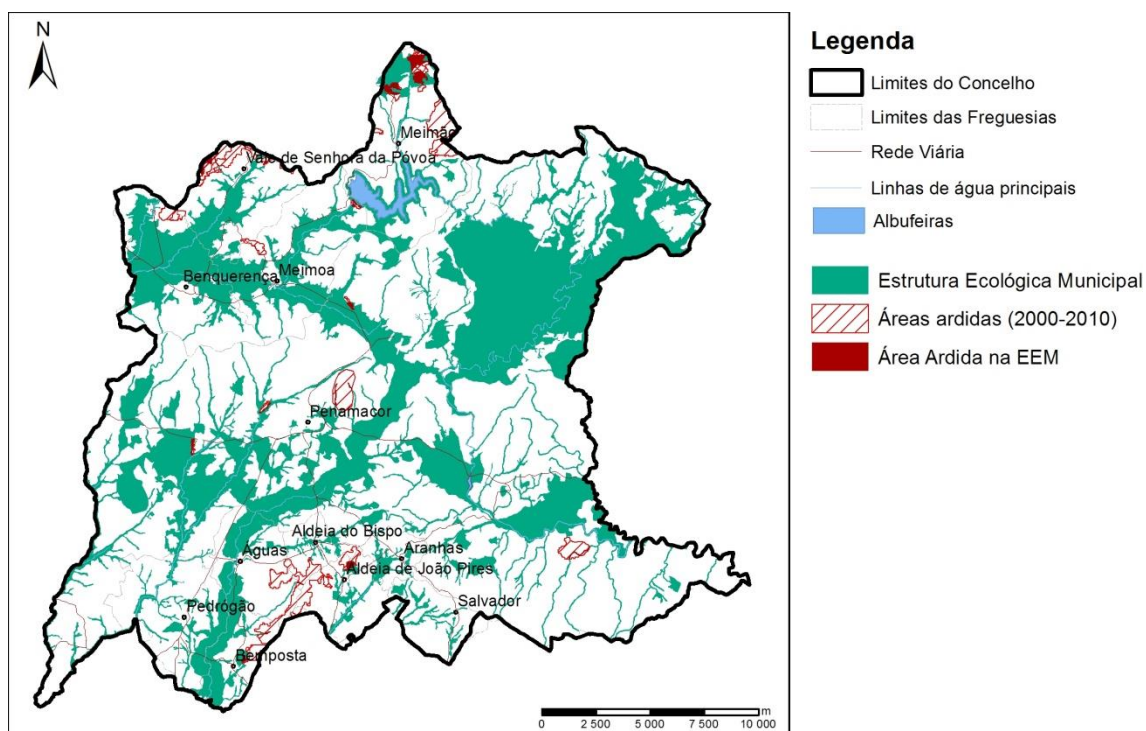 N
Meimão
Vale de Senhora da Póvoa
Benquerença
Meimoa
Penamacor
Aldeia do Bispo
Águas
Aranhas
Aldeia de João Pires
Pedrógão
Salvador
Bemposta
m
0 2 500 5 000 7 500 10 000
Legenda
Limites do Concelho
Limites das Freguesias
Rede Viária
Linhas de água principais
Albufeiras
Estrutura Ecológica Municipal
Áreas ardidas (2000-2010)
Área Ardida na EEM